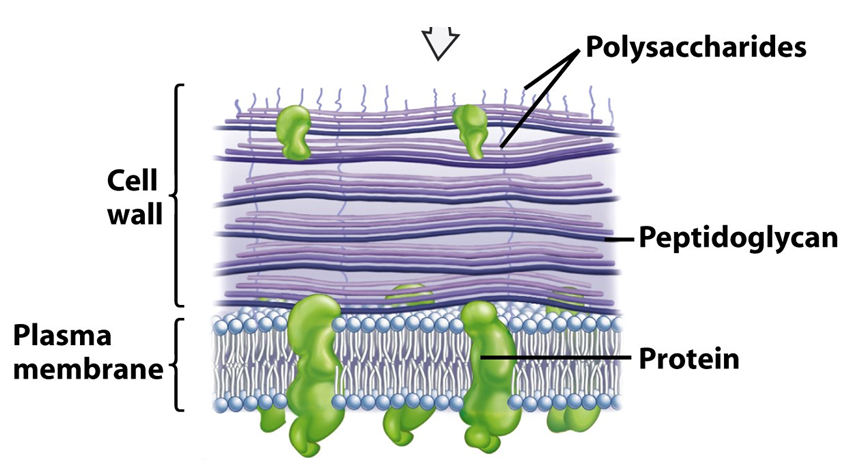 Polysaccharides
Cell
wall
Peptidoglycan
Plasma
membrane
Protein